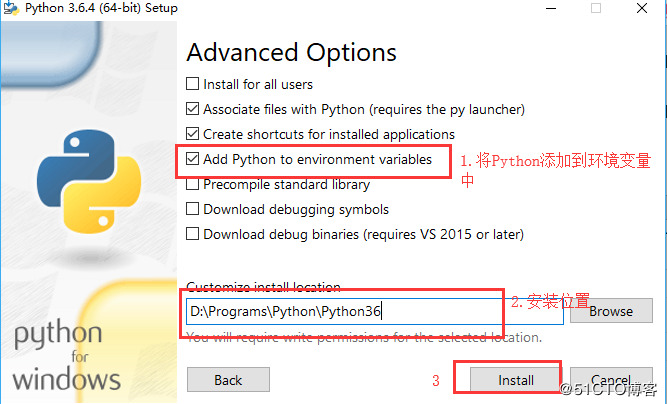 Python 3.6.4 (64-bit) Setup
Advanced Options
Install for all users
Associate files with Python (requires the py launcher)
Create shortcuts for installed applications
Add Python to environment variables
1. 将Python添加到环境变量
中
Precompile standard library
Download debugging symbols
Download debug binaries (requires VS 2015 or later)
Customize install location
2. 安装位置
D:\Programs\Python\Python36
Browse
You will require write permissions for the selected location.
python
for
windows
Back
3
Install
Cancel
@51CTO博客